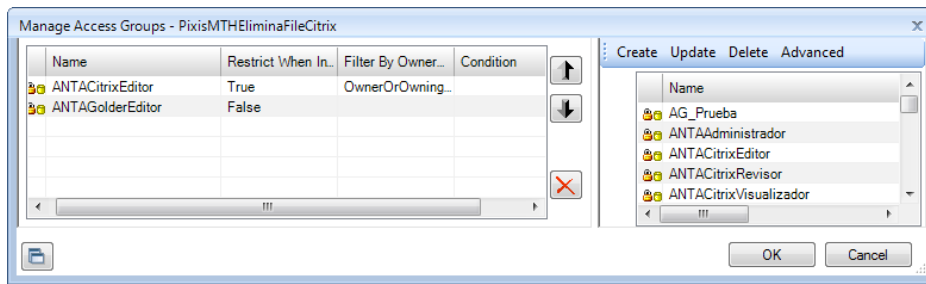 Manage Access Groups - PixisMTHEliminaFileCitrix
Name Restrict When In... Filter By Owner... Condition
ANTACitrixEditor True OwnerOrOwning...
ANTAGolderEditor False
Create Update Delete Advanced
Name
AG_Prueba
ANTAAdministrador
ANTACitrixEditor
ANTACitrixRevisor
ANTACitrixVisualizador
OK Cancel